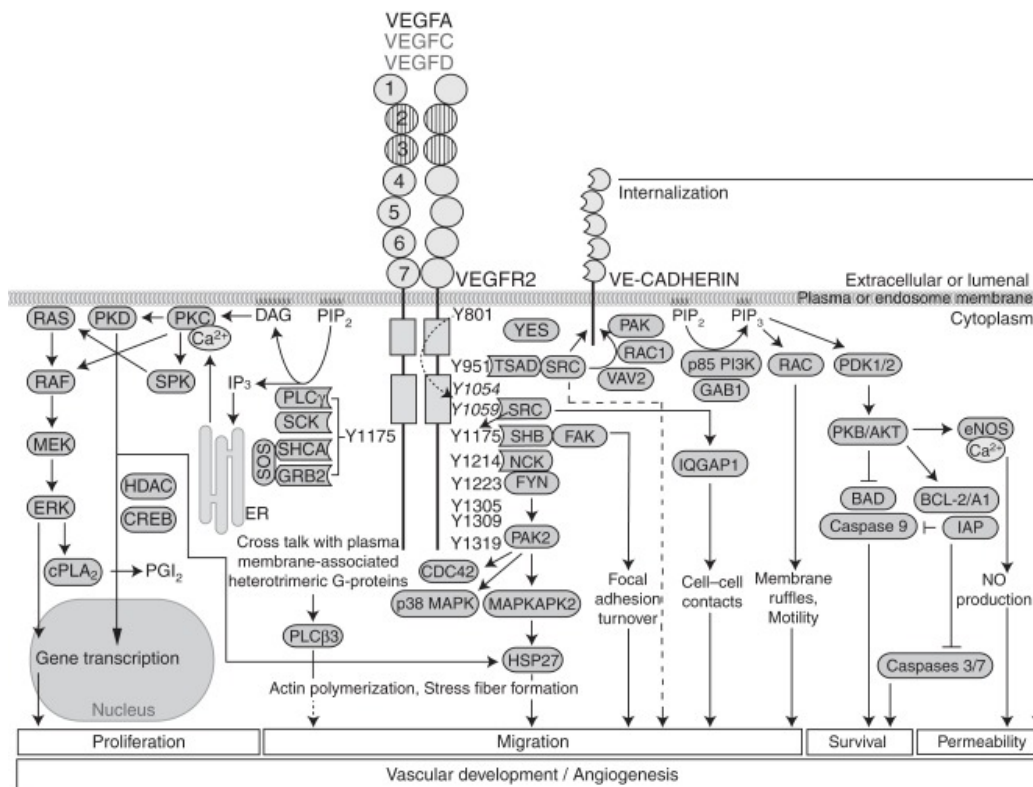 VEGFA
VEGFC
VEGFD
1
2
3
4
5
6
7
VEGFR2
Internalization
VE-CADHERIN
Extracellular or lumenal
Plasma or endosome membrane
Cytoplasm
RAS
PKD
PKC
Ca2+
DAG
PIP2
RAF
SPK
IP3
MEK
ERK
cPLA2
PGI2
HDAC
CREB
ER
PLCγ
SCK
SOS
SHCA
GRB2
Y1175
Y801
Y951
TSAD
SRC
YES
PAK
RAC1
VAV2
Y1054
Y1059
SRC
Y1175
SHB
FAK
Y1214
NCK
Y1223
FYN
Y1305
Y1309
Y1319
PAK2
CDC42
p38 MAPK
MAPKAPK2
HSP27
PIP2
PIP3
p85 PI3K
GAB1
RAC
PDK1/2
PKB/AKT
eNOS
Ca2+
IQGAP1
BAD
BCL-2/A1
Caspase 9
IAP
Caspases 3/7
Cross talk with plasma
membrane-associated
heterotrimeric G-proteins
PLCβ3
Actin polymerization, Stress fiber formation
Focal
adhesion
turnover
Cell–cell
contacts
Membrane
ruffles,
Motility
NO
production
Gene transcription
Nucleus
Proliferation
Migration
Survival
Permeability
Vascular development / Angiogenesis